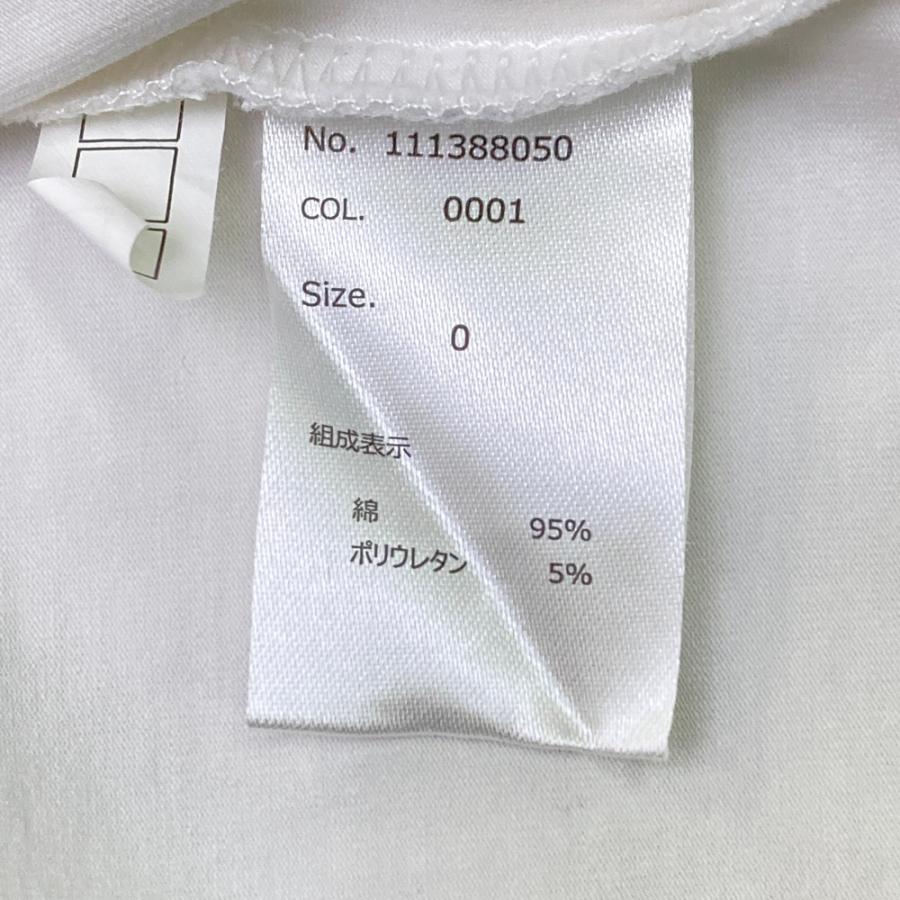 No. 111388050
COL. 0001
Size.
0
組成表示
綿 95%
ポリウレタン 5%